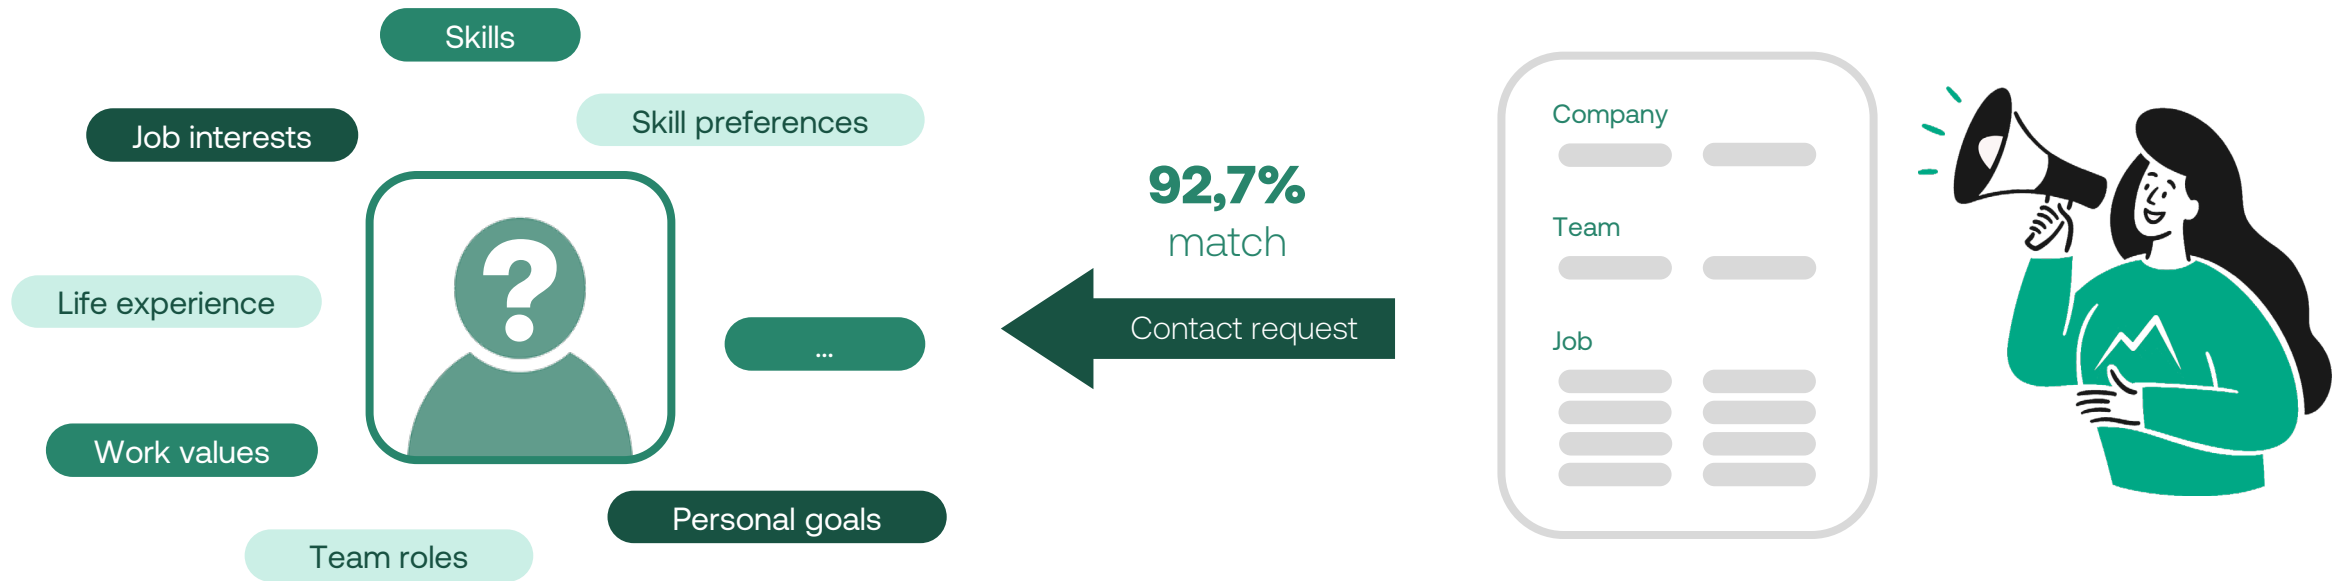 Skills
Skill preferences
Job interests
Life experience
...
Work values
Personal goals
Team roles
92,7%
match
Contact request
Company
Team
Job
?